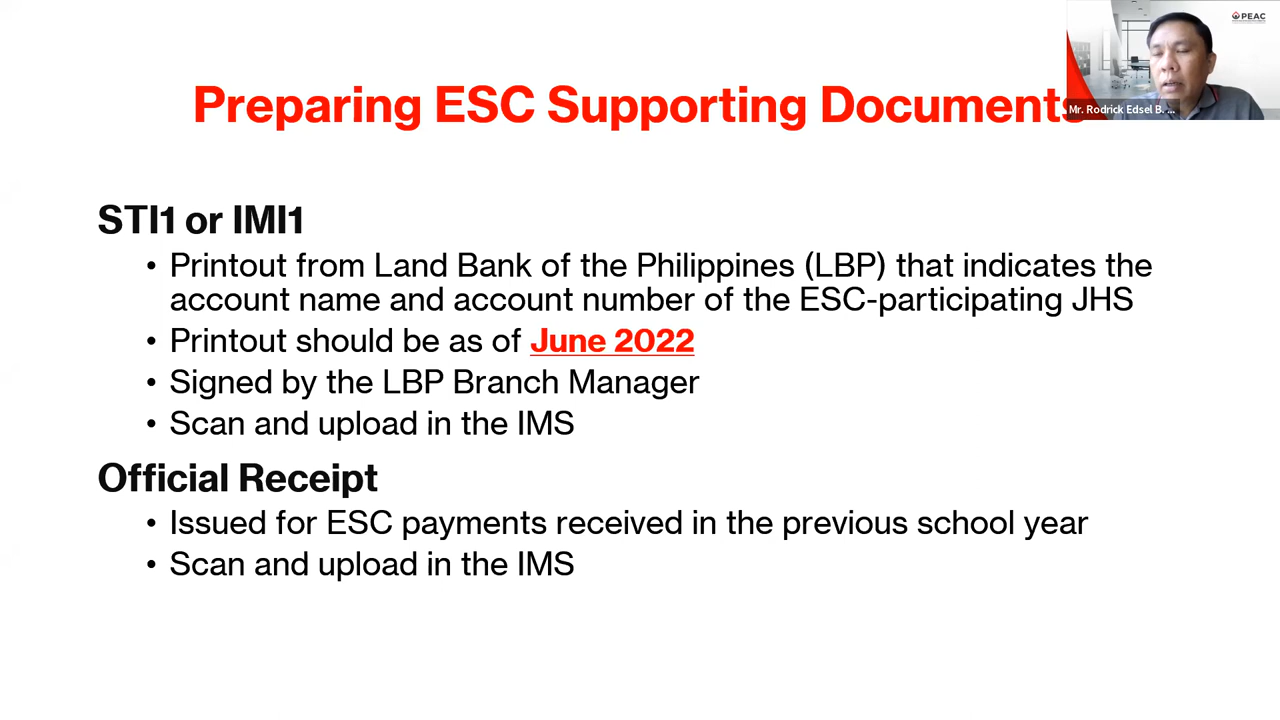 PEAC
Preparing ESC Supporting Documents
Mr. Rodrick Edsel B. ...
STI1 or IMI1
• Printout from Land Bank of the Philippines (LBP) that indicates the
account name and account number of the ESC-participating JHS
• Printout should be as of June 2022
• Signed by the LBP Branch Manager
• Scan and upload in the IMS
Official Receipt
• Issued for ESC payments received in the previous school year
• Scan and upload in the IMS